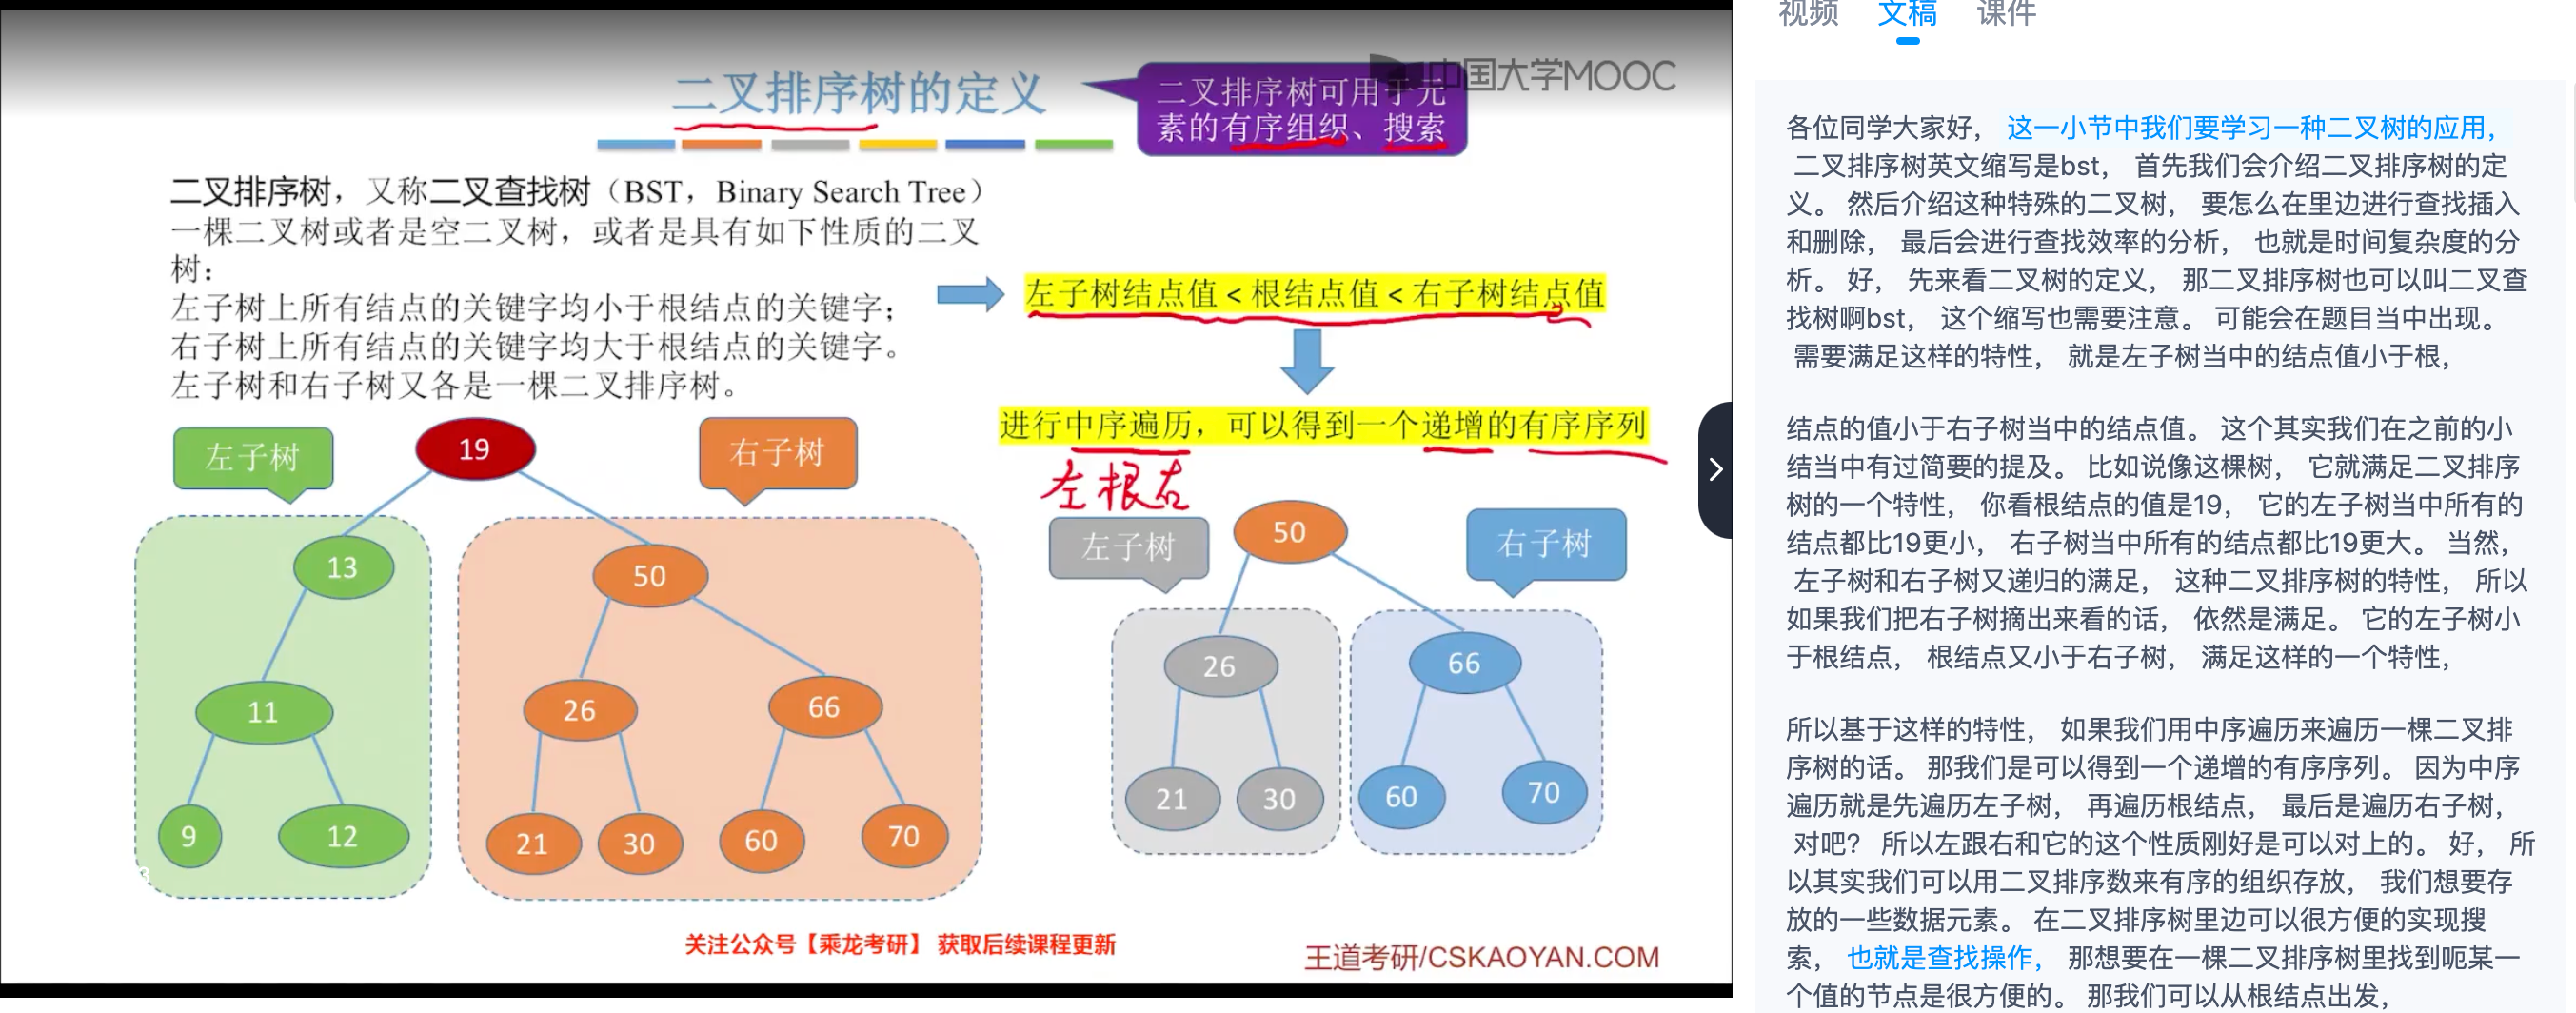 二叉排序树的定义
二叉排序树可用于元
素的有序组织、搜索
中国大学MOOC
二叉排序树，又称二叉查找树（BST，Binary Search Tree）
一棵二叉树或者是空二叉树，或者是具有如下性质的二叉
树：
左子树上所有结点的关键字均小于根结点的关键字；
右子树上所有结点的关键字均大于根结点的关键字。
左子树和右子树又各是一棵二叉排序树。
左子树结点值 < 根结点值 < 右子树结点值
进行中序遍历，可以得到一个递增的有序序列
左根右
左子树
19
右子树
13
50
11
26
66
9
12
21
30
60
70
左子树
50
右子树
26
66
21
30
60
70
3
关注公众号【乘龙考研】 获取后续课程更新
王道考研/CSKAOYAN.COM
视频 文稿 课件
各位同学大家好， 这一小节中我们要学习一种二叉树的应用，
二叉排序树英文缩写是bst， 首先我们会介绍二叉排序树的定
义。 然后介绍这种特殊的二叉树， 要怎么在里边进行查找插入
和删除， 最后会进行查找效率的分析， 也就是时间复杂度的分
析。 好， 先来看二叉树的定义， 那二叉排序树也可以叫二叉查
找树啊bst， 这个缩写也需要注意。 可能会在题目当中出现。
需要满足这样的特性， 就是左子树当中的结点值小于根，
结点的值小于右子树当中的结点值。 这个其实我们在之前的小
结当中有过简要的提及。 比如说像这棵树， 它就满足二叉排序
树的一个特性， 你看根结点的值是19， 它的左子树当中所有的
结点都比19更小， 右子树当中所有的结点都比19更大。 当然，
左子树和右子树又递归的满足， 这种二叉排序树的特性， 所以
如果我们把右子树摘出来看的话， 依然是满足。 它的左子树小
于根结点， 根结点又小于右子树， 满足这样的一个特性，
所以基于这样的特性， 如果我们用中序遍历来遍历一棵二叉排
序树的话。 那我们是可以得到一个递增的有序序列。 因为中序
遍历就是先遍历左子树， 再遍历根结点， 最后是遍历右子树，
对吧？ 所以左跟右和它的这个性质刚好是可以对上的。 好， 所
以其实我们可以用二叉排序数来有序的组织存放， 我们想要存
放的一些数据元素。 在二叉排序树里边可以很方便的实现搜
索， 也就是查找操作， 那想要在一棵二叉排序树里找到呃某一
个值的节点是很方便的。 那我们可以从根结点出发，